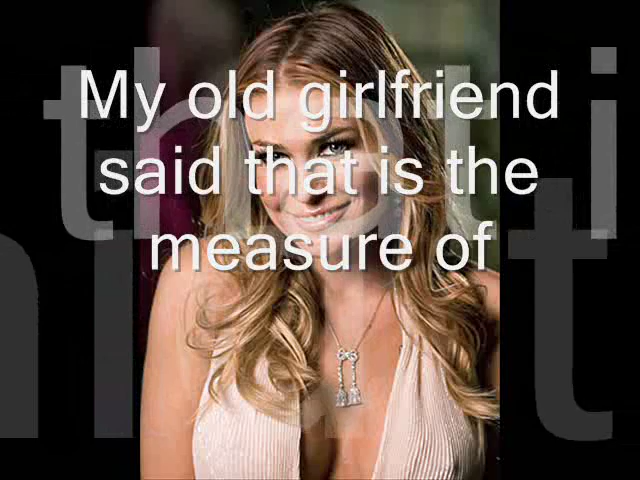 My old girlfriend
said that is the
measure of